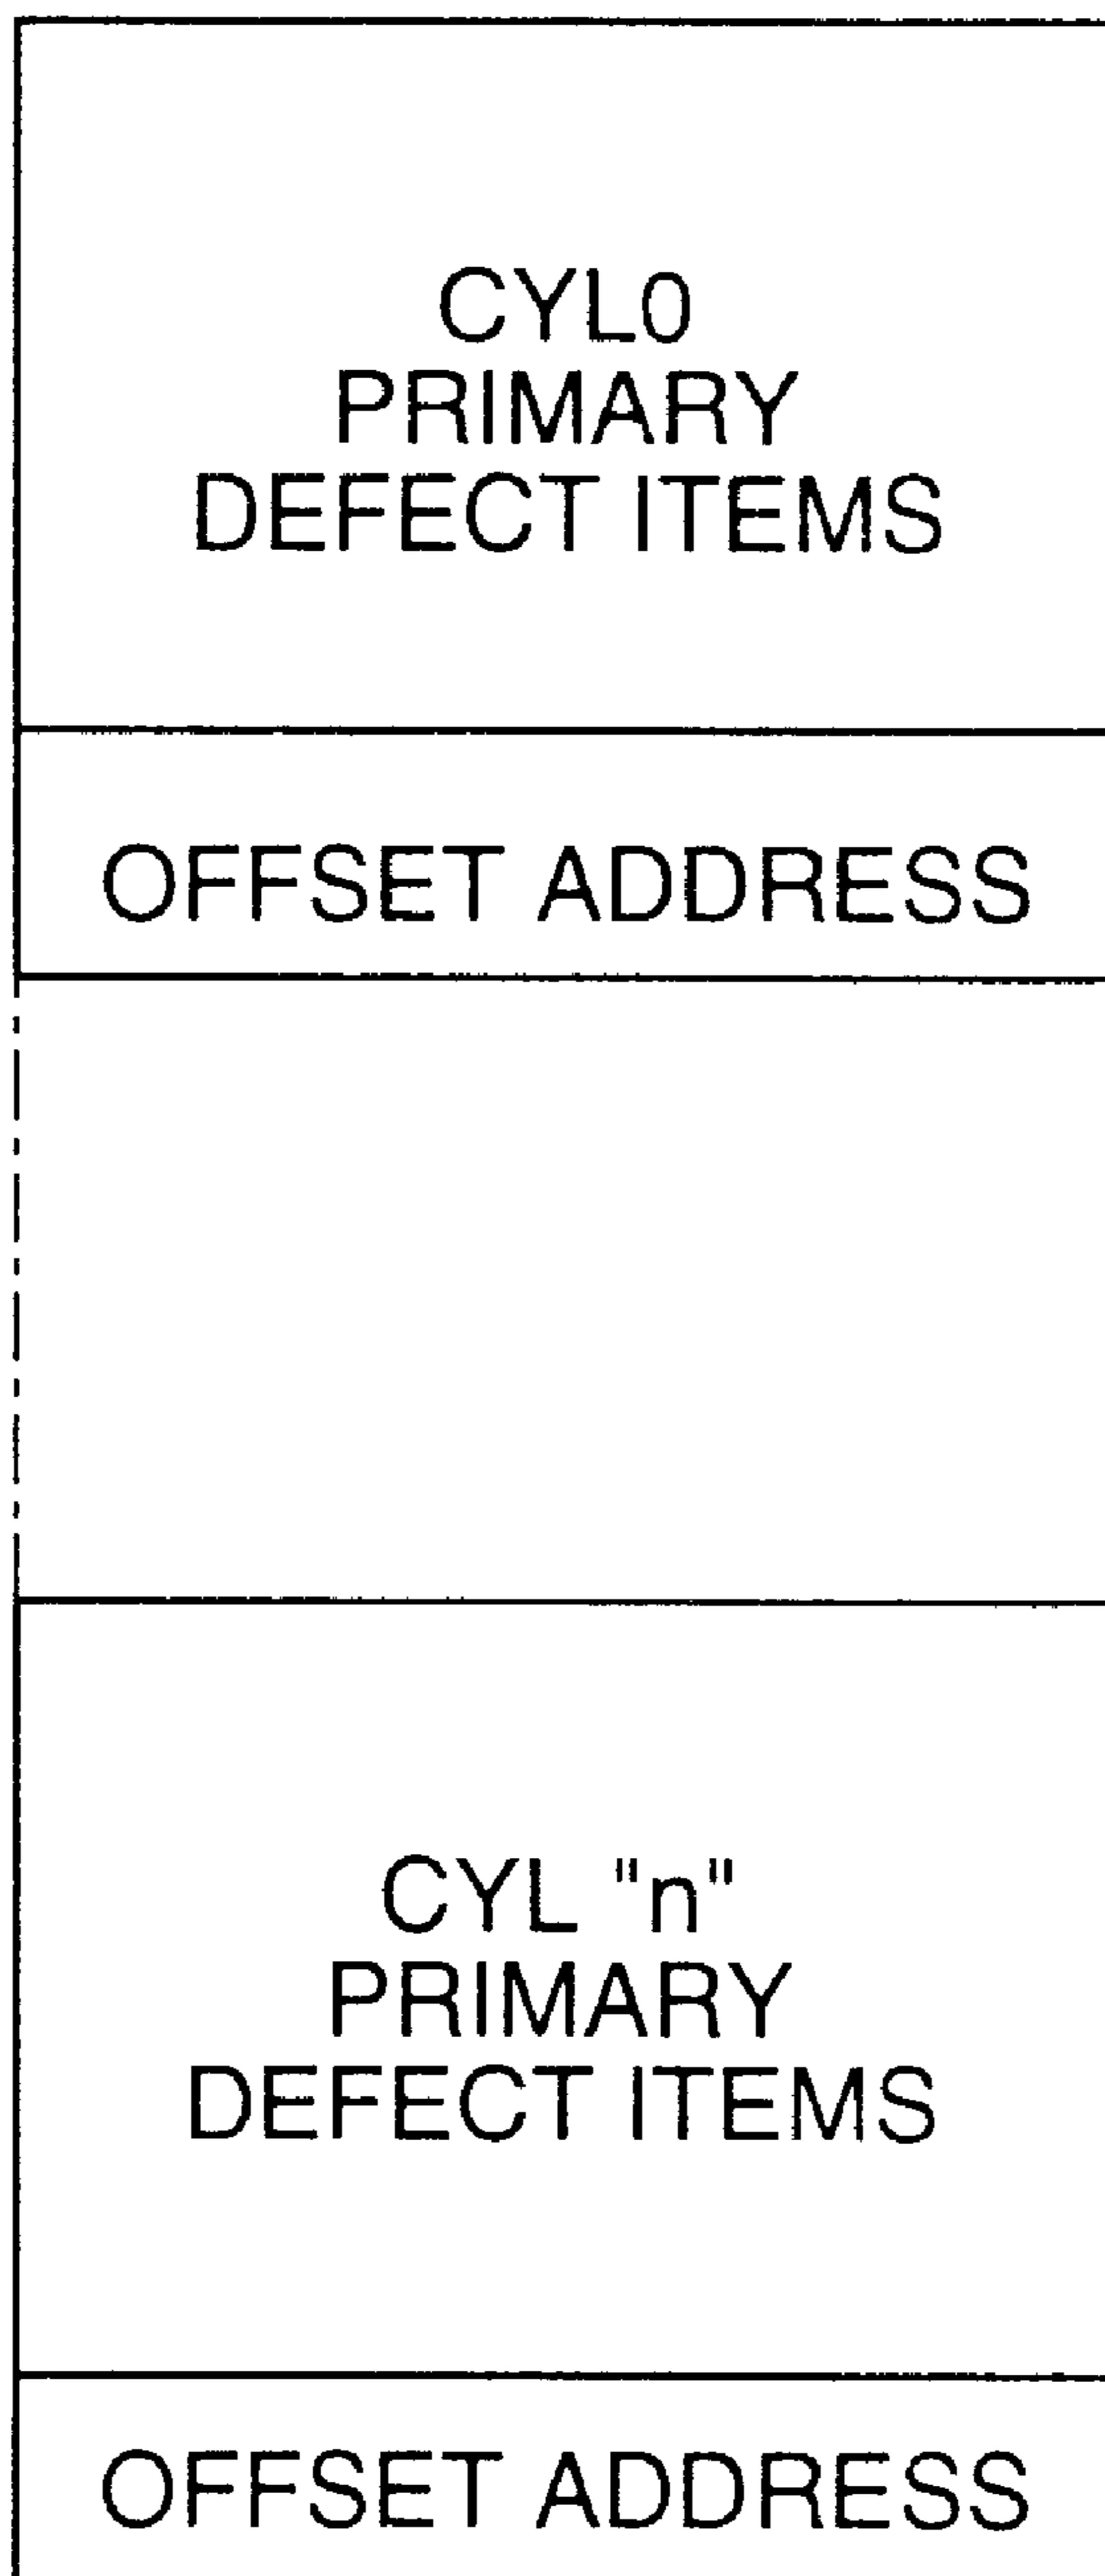 CYL0
PRIMARY
DEFECT ITEMS
OFFSET ADDRESS
CYL "n"
PRIMARY
DEFECT ITEMS
OFFSET ADDRESS